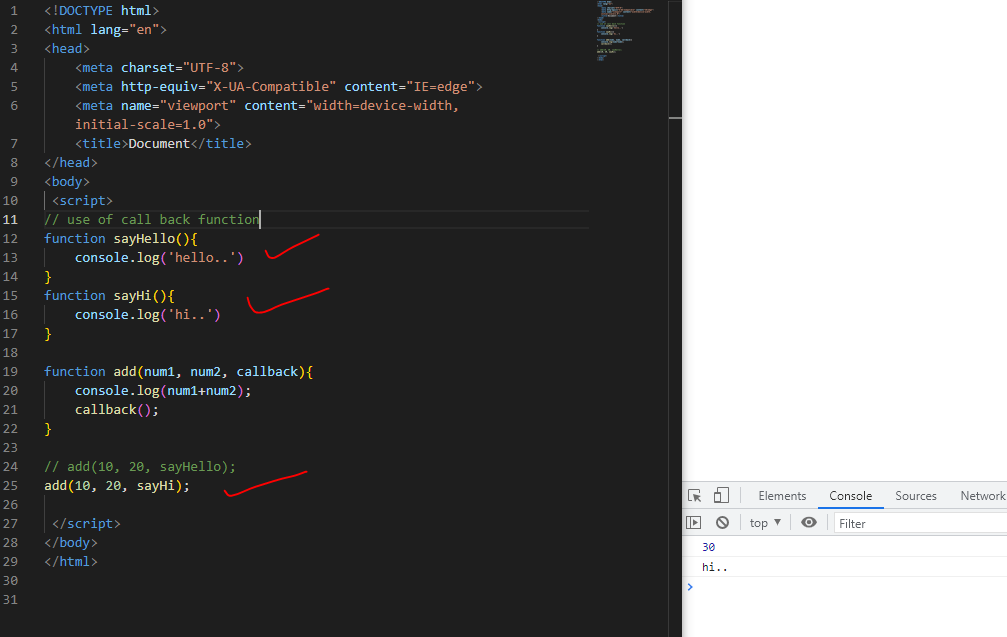 1 <!DOCTYPE html>
2 <html lang="en">
3 <head>
4 <meta charset="UTF-8">
5 <meta http-equiv="X-UA-Compatible" content="IE=edge">
6 <meta name="viewport" content="width=device-width,
initial-scale=1.0">
7 <title>Document</title>
8 </head>
9 <body>
10 <script>
11 // use of call back function
12 function sayHello(){
13 console.log('hello..')
14 }
15 function sayHi(){
16 console.log('hi..')
17 }
18
19 function add(num1, num2, callback){
20 console.log(num1+num2);
21 callback();
22 }
23
24 // add(10, 20, sayHello);
25 add(10, 20, sayHi);
26
27 </script>
28 </body>
29 </html>
30
31
Elements Console Sources Network
top Filter
30
hi..